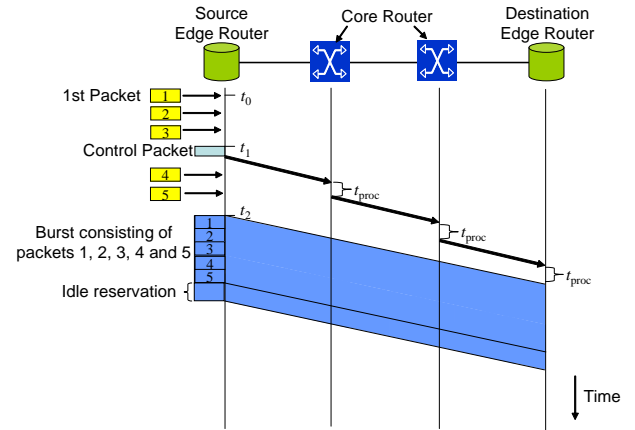 Source
Edge Router
Core Router
Destination
Edge Router
1st Packet
1
t0
2
3
Control Packet
t1
4
tproc
5
t2
tproc
Burst consisting of
packets 1, 2, 3, 4 and 5
1
2
3
4
5
tproc
Idle reservation
Time